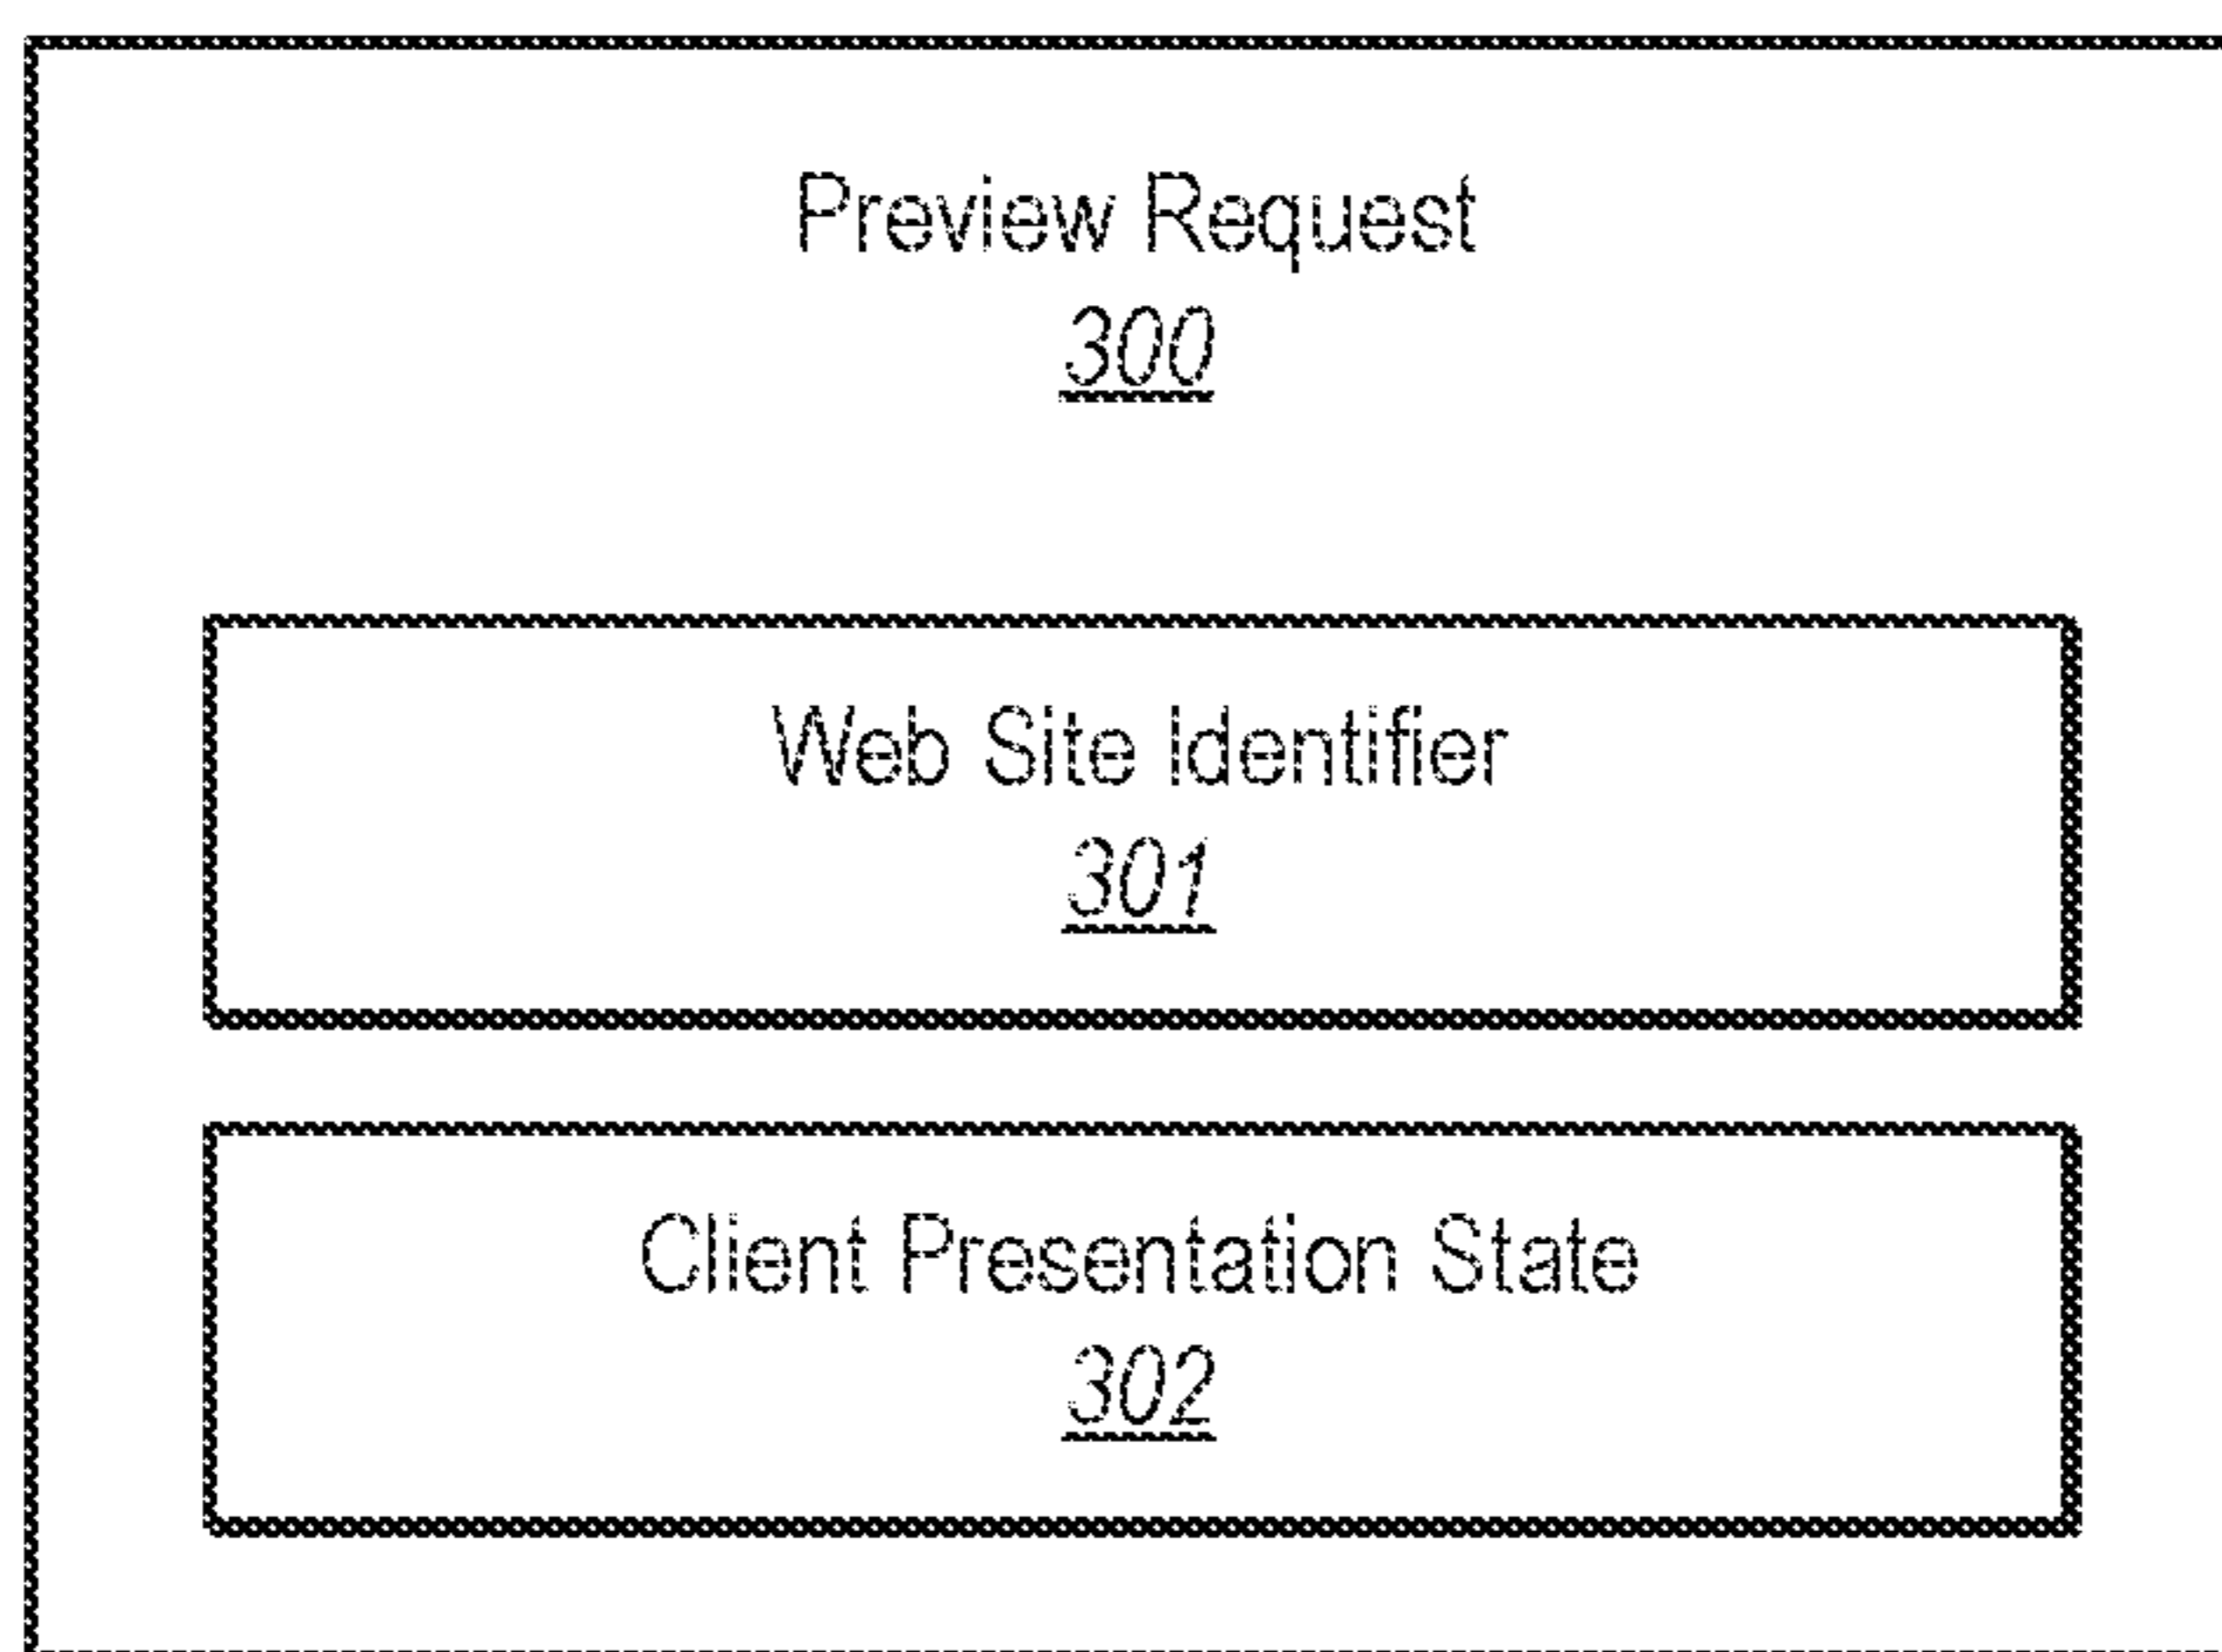 Preview Request
300
Web Site Identifier
301
Client Presentation State
302